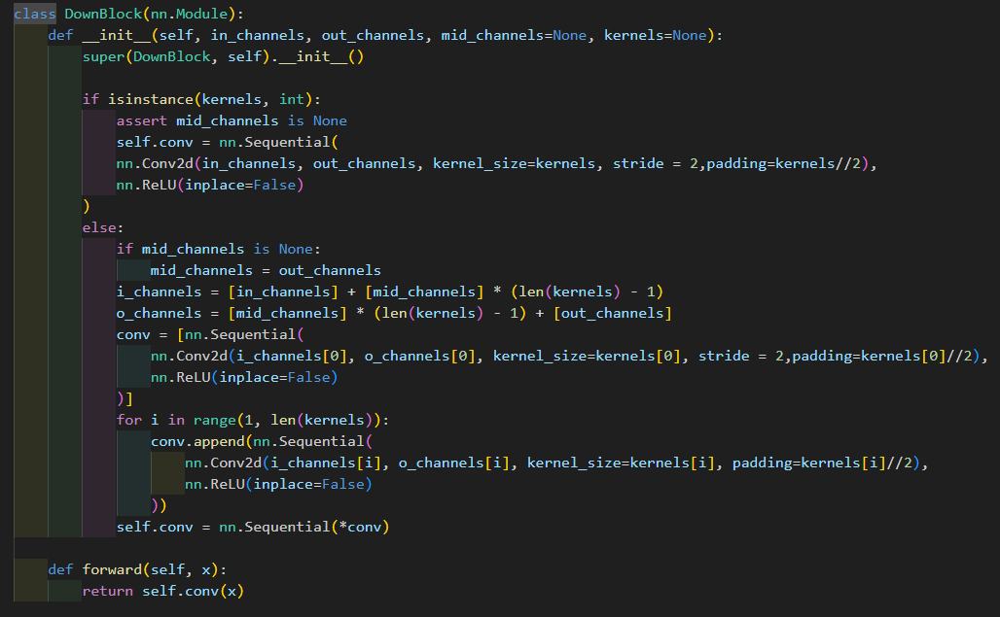 class DownBlock(nn.Module):
    def __init__(self, in_channels, out_channels, mid_channels=None, kernels=None):
        super(DownBlock, self).__init__()

        if isinstance(kernels, int):
            assert mid_channels is None
            self.conv = nn.Sequential(
            nn.Conv2d(in_channels, out_channels, kernel_size=kernels, stride = 2,padding=kernels//2),
            nn.ReLU(inplace=False)
        )
        else:
            if mid_channels is None:
                mid_channels = out_channels
            i_channels = [in_channels] + [mid_channels] * (len(kernels) - 1)
            o_channels = [mid_channels] * (len(kernels) - 1) + [out_channels]
            conv = [nn.Sequential(
                nn.Conv2d(i_channels[0], o_channels[0], kernel_size=kernels[0], stride = 2,padding=kernels[0]//2),
                nn.ReLU(inplace=False)
            )]
            for i in range(1, len(kernels)):
                conv.append(nn.Sequential(
                    nn.Conv2d(i_channels[i], o_channels[i], kernel_size=kernels[i], padding=kernels[i]//2),
                    nn.ReLU(inplace=False)
                ))
            self.conv = nn.Sequential(*conv)

    def forward(self, x):
        return self.conv(x)